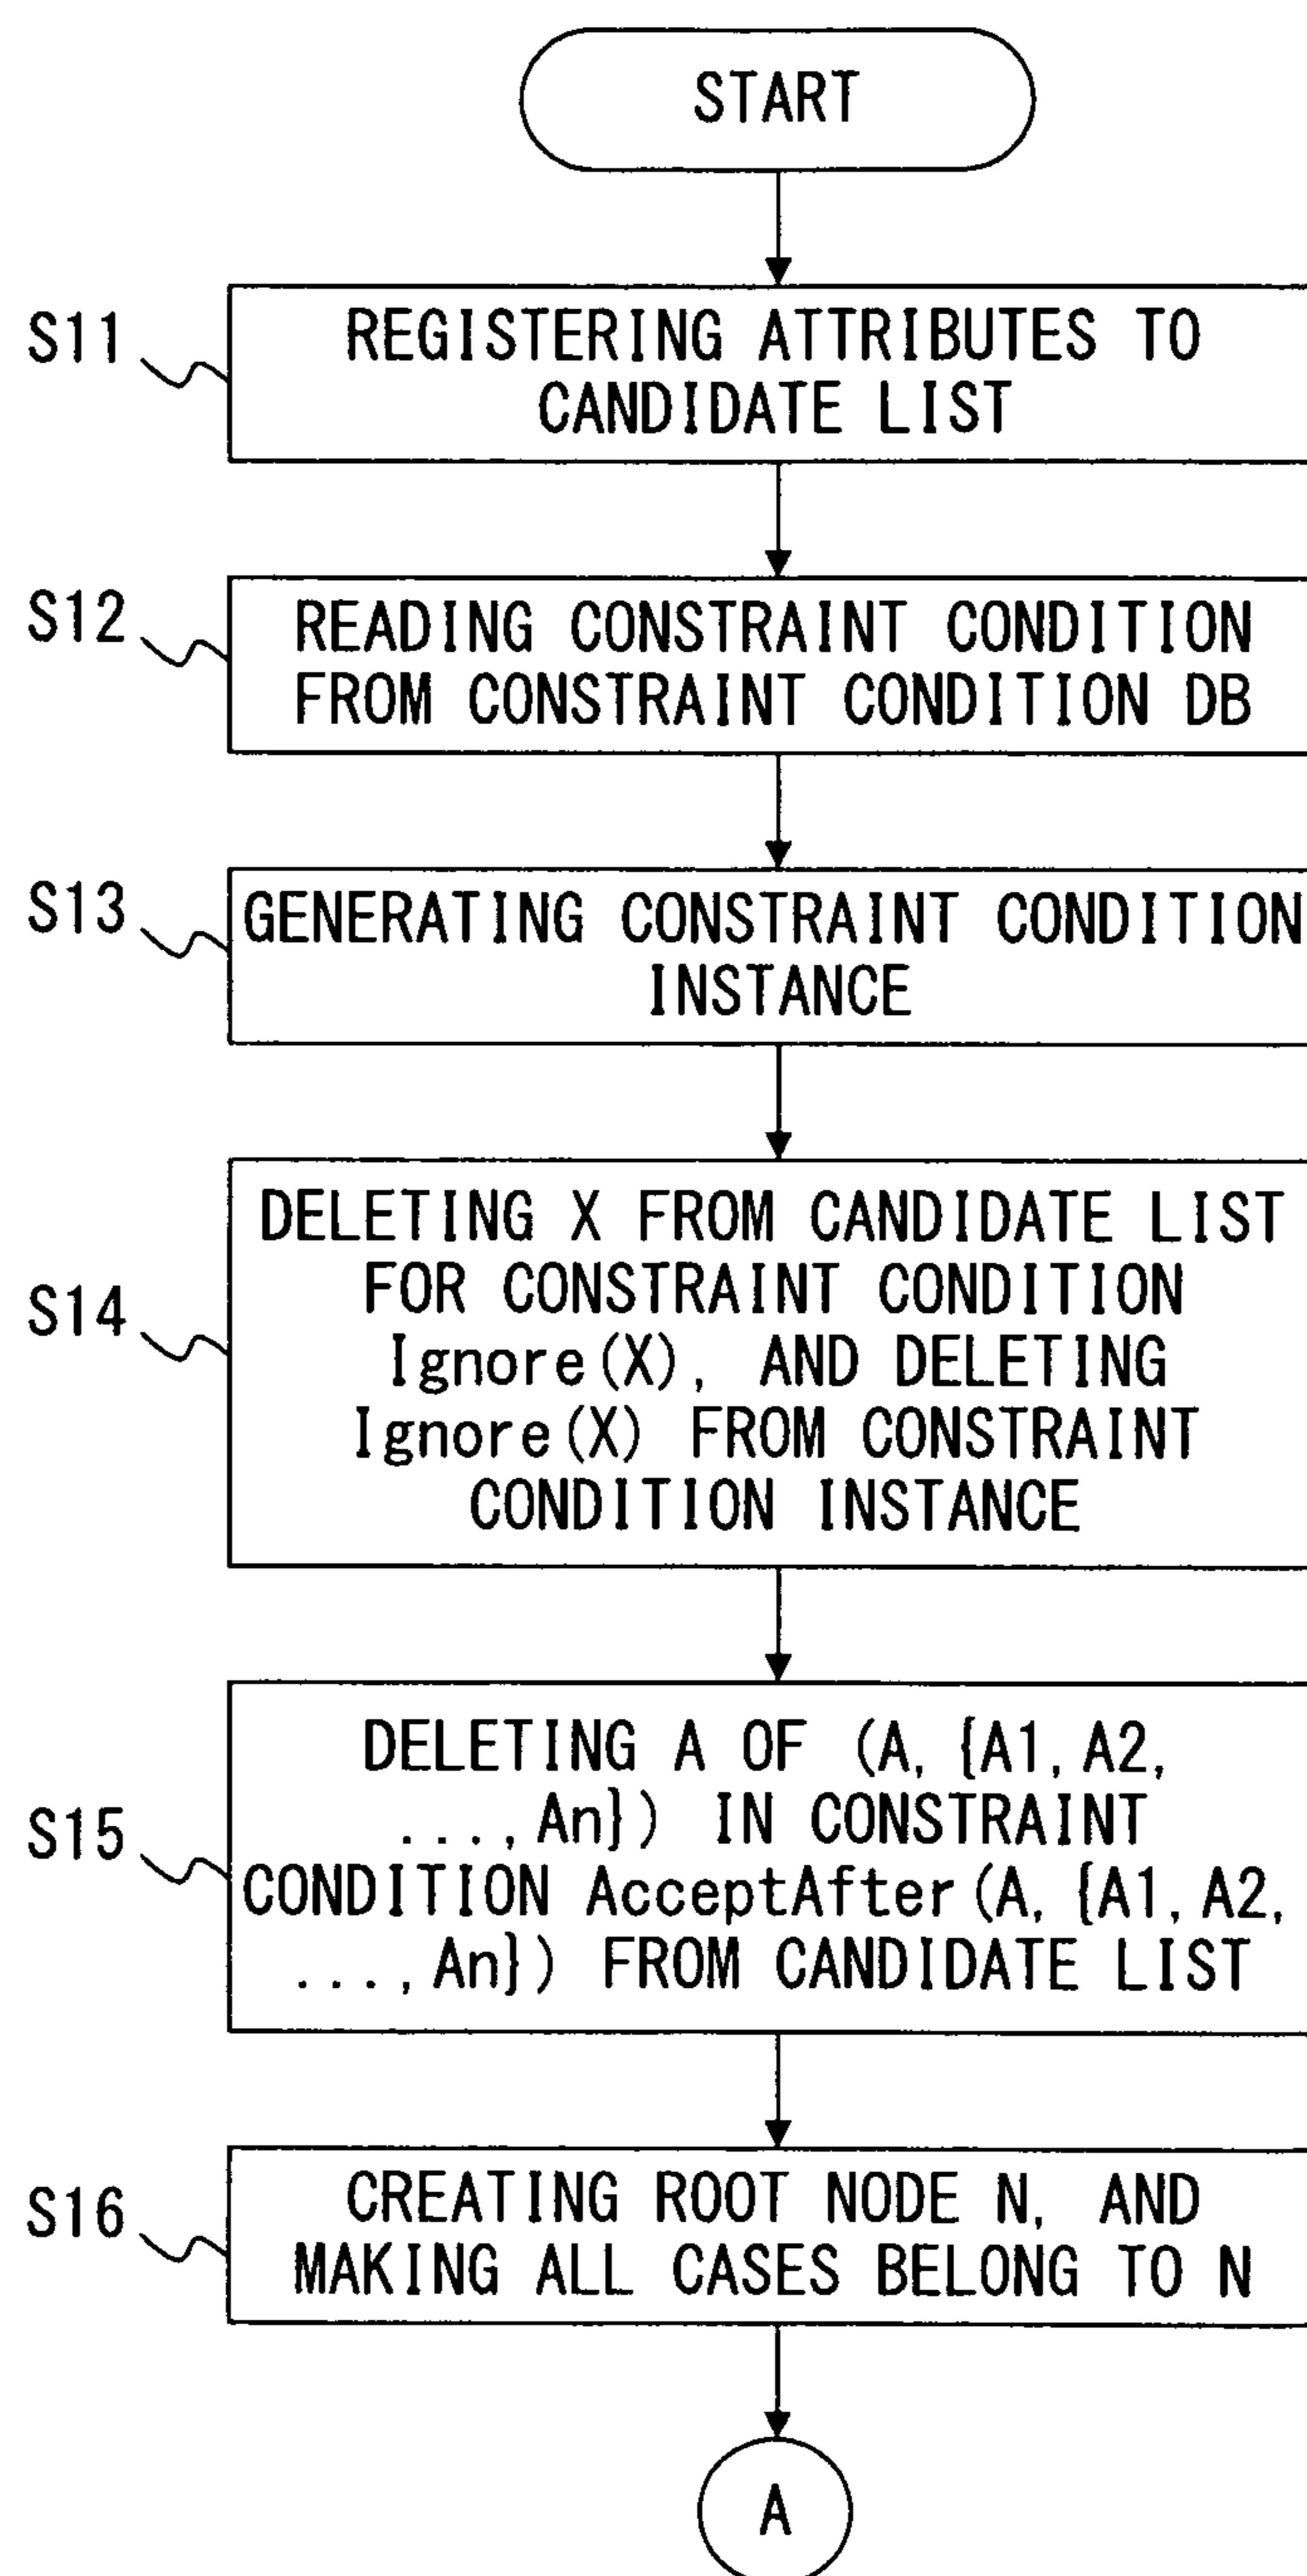 START
S11
REGISTERING ATTRIBUTES TO
CANDIDATE LIST
S12
READING CONSTRAINT CONDITION
FROM CONSTRAINT CONDITION DB
S13
GENERATING CONSTRAINT CONDITION
INSTANCE
S14
DELETING X FROM CANDIDATE LIST
FOR CONSTRAINT CONDITION
Ignore(X), AND DELETING
Ignore(X) FROM CONSTRAINT
CONDITION INSTANCE
S15
DELETING A OF (A, {A1, A2,
..., An}) IN CONSTRAINT
CONDITION AcceptAfter(A, {A1, A2,
..., An}) FROM CANDIDATE LIST
S16
CREATING ROOT NODE N, AND
MAKING ALL CASES BELONG TO N
A